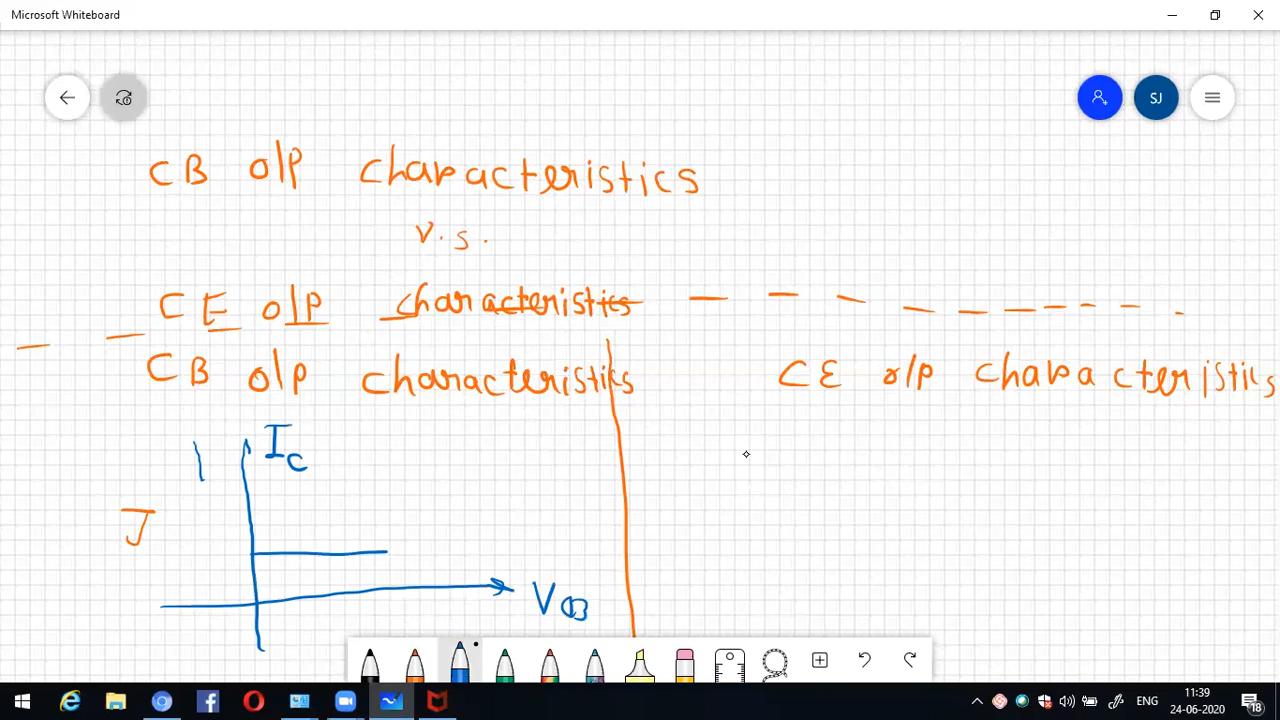 Microsoft Whiteboard
SJ
CB o/p characteristics
v.s.
CE o/p characteristics
CB o/p characteristics
CE o/p characteristics
IC
VCB
ENG
11:39
24-06-2020
18